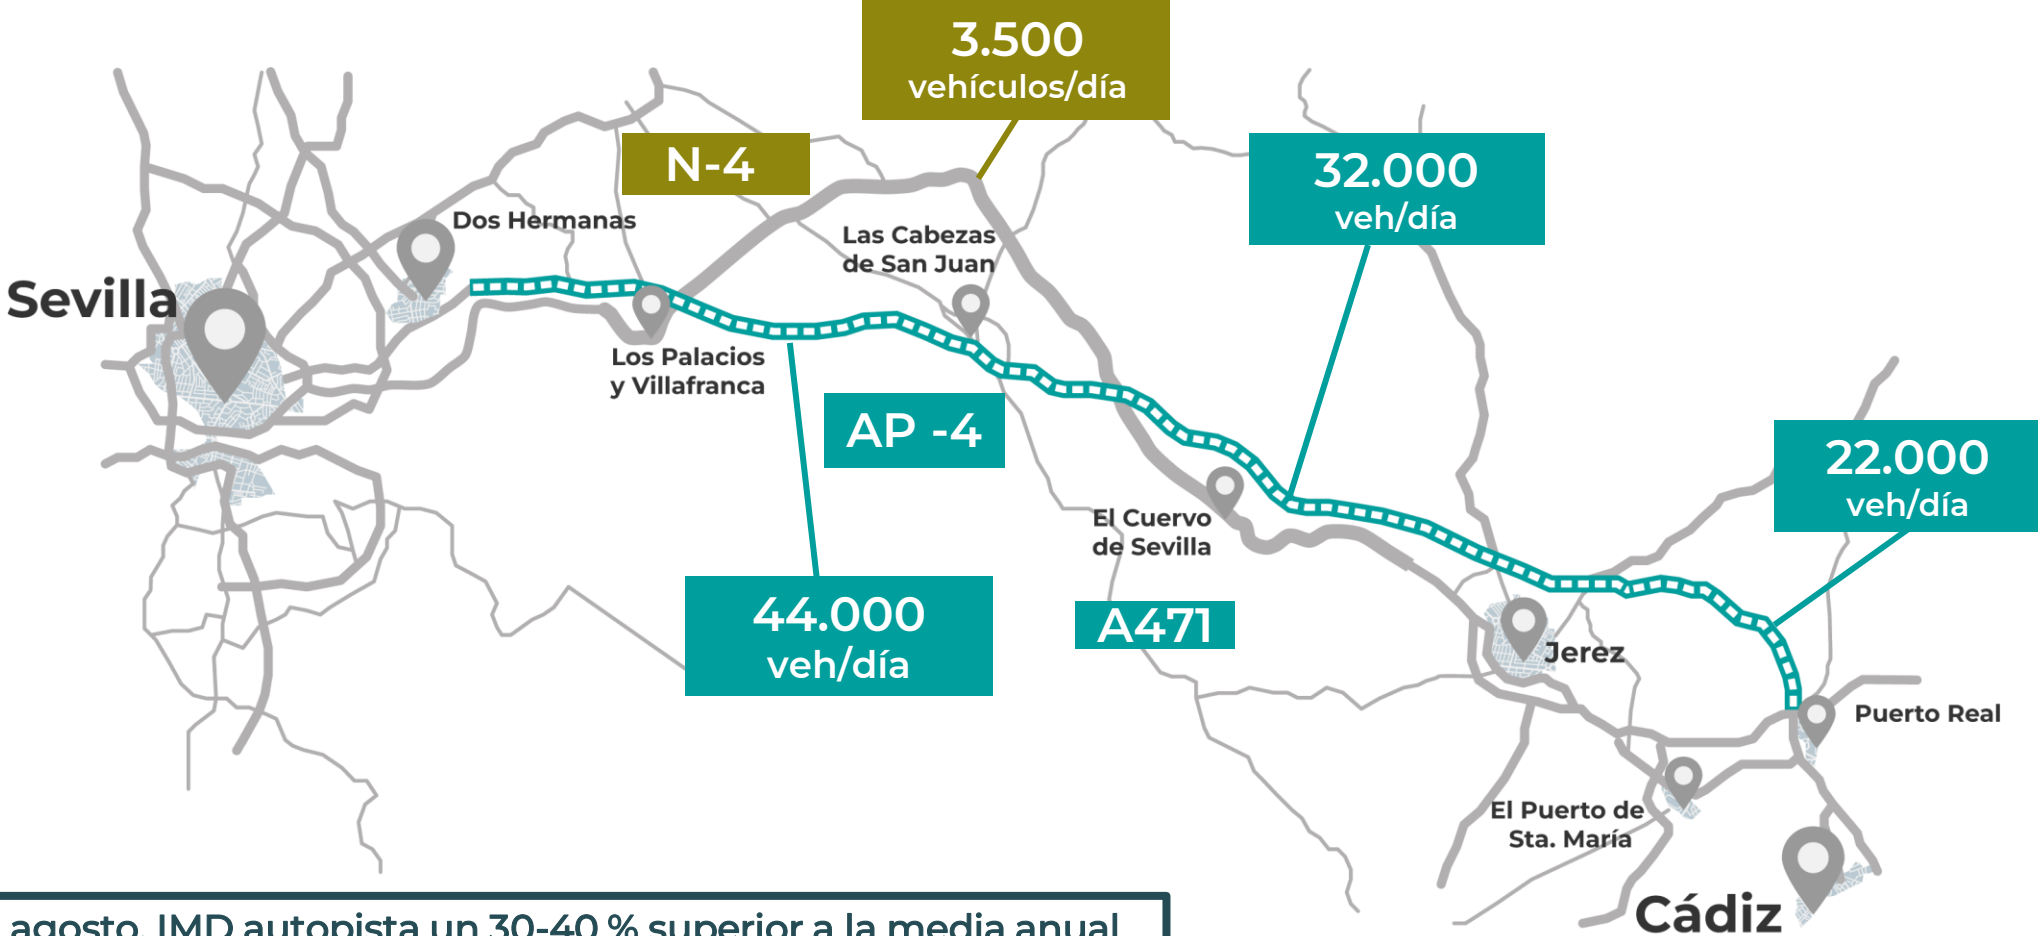 3.500
vehículos/día
N-4
32.000
veh/día
Dos Hermanas
Las Cabezas
de San Juan
Sevilla
Los Palacios
y Villafranca
AP -4
22.000
veh/día
El Cuervo
de Sevilla
44.000
veh/día
A471
Jerez
Puerto Real
El Puerto de
Sta. María
Cádiz
agosto, IMD autopista un 30-40 % superior a la media anual